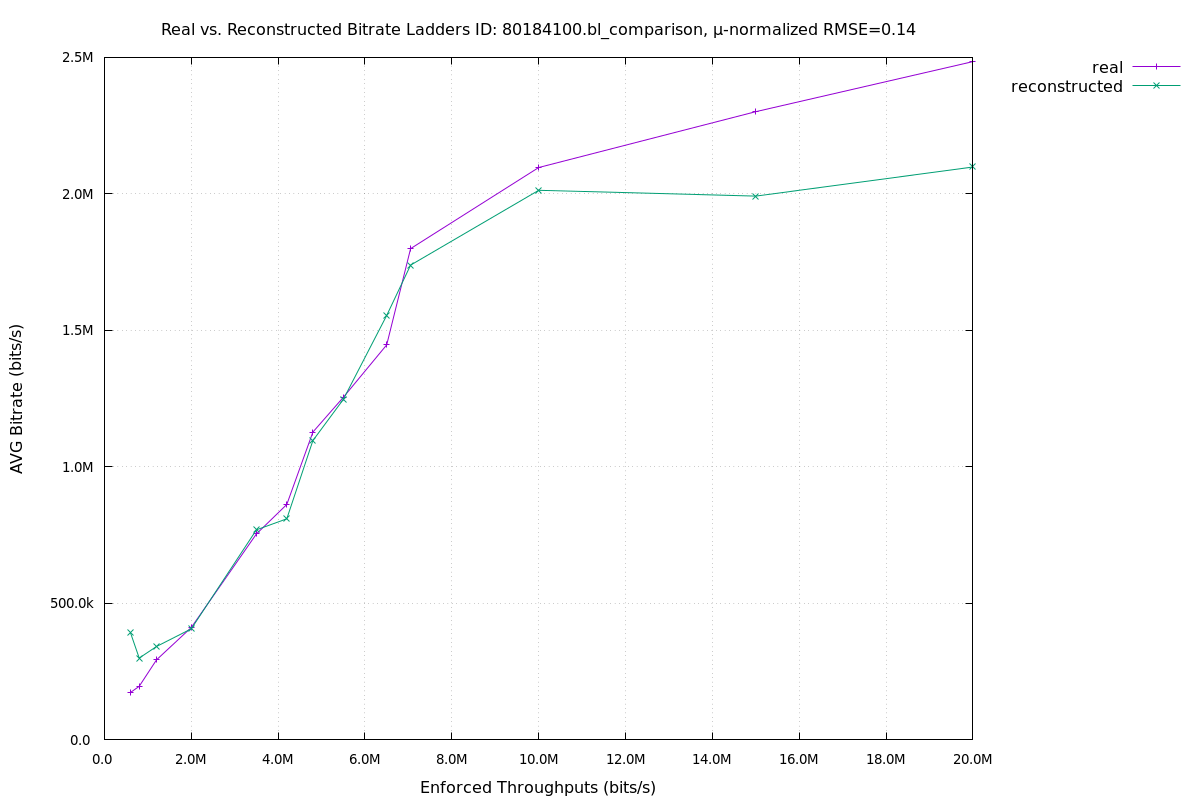 Real vs. Reconstructed Bitrate Ladders ID: 80184100.bl_comparison, μ-normalized RMSE=0.14
real
reconstructed
2.5M
2.0M
1.5M
1.0M
500.0k
0.0
AVG Bitrate (bits/s)
0.0 2.0M 4.0M 6.0M 8.0M 10.0M 12.0M 14.0M 16.0M 18.0M 20.0M
Enforced Throughputs (bits/s)